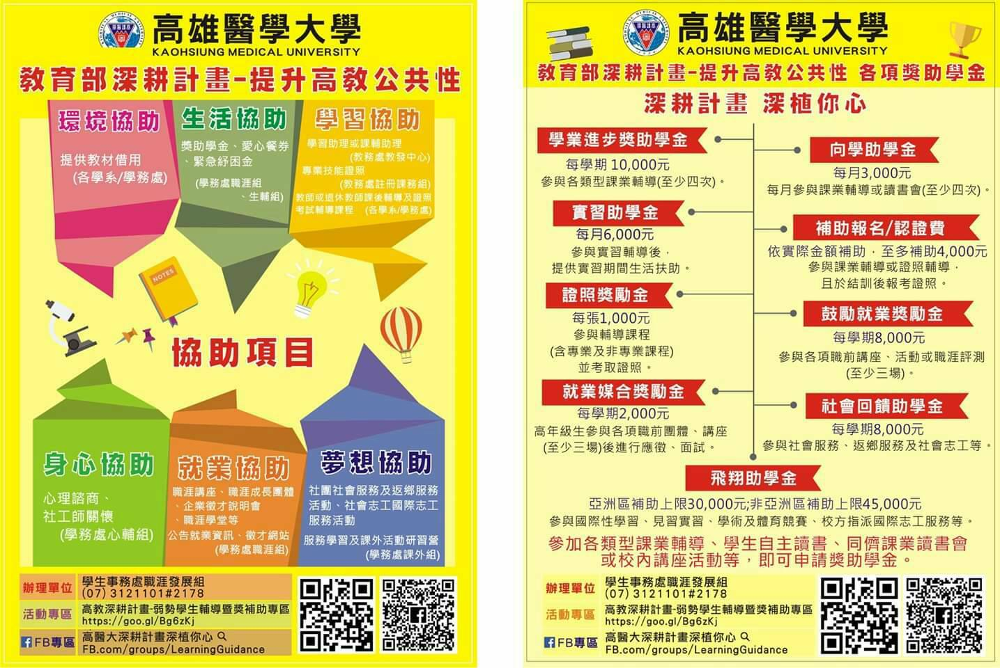 高雄醫學大學
KAOHSIUNG MEDICAL UNIVERSITY
教育部深耕計畫-提升高教公共性
環境協助
提供教材借用
(各學系/學務處)
生活協助
獎助學金、愛心餐券
、緊急紓困金
(學務處職涯組
、生輔組)
學習協助
學習助理或課輔助理
(教務處教發中心)
專業技能證照
(教務處註冊課務組)
教師或退休教師課後輔導及證照
考試輔導課程 (各學系/學務處)
NOTES
協助項目
身心協助
心理諮商、
社工師關懷
(學務處心輔組)
就業協助
職涯講座、職涯成長團體
、企業徵才說明會
、職涯學堂等
公告就業資訊、徵才網站
(學務處職涯組)
夢想協助
社團社會服務及返鄉服務
活動、社會志工國際志工
服務活動
服務學習及課外活動研習營
(學務處課外組)
辦理單位
學生事務處職涯發展組
(07) 3121101#2178
活動專區
高教深耕計畫-弱勢學生輔導暨獎補助專區
https://goo.gl/Bg6zKj
FB專區
高醫大深耕計畫深植你心
FB.com/groups/LearningGuidance
高雄醫學大學
KAOHSIUNG MEDICAL UNIVERSITY
教育部深耕計畫-提升高教公共性 各項獎助學金
深耕計畫 深植你心
學業進步獎助學金
每學期 10,000元
參與各類型課業輔導(至少四次)。
向學助學金
每月3,000元
每月參與課業輔導或讀書會(至少四次)。
實習助學金
每月6,000元
參與實習輔導後，
提供實習期間生活扶助。
補助報名/認證費
依實際金額補助，至多補助4,000元
參與課業輔導或證照輔導，
且於結訓後報考證照。
證照獎勵金
每張1,000元
參與輔導課程
(含專業及非專業課程)
並考取證照。
鼓勵就業獎勵金
每學期8,000元
參與各項職前講座、活動或職涯評測
(至少三場)。
就業媒合獎勵金
每學期2,000元
高年級生參與各項職前團體、講座
(至少三場)後進行應徵、面試。
社會回饋助學金
每學期8,000元
參與社會服務、返鄉服務及社會志工等。
飛翔助學金
亞洲區補助上限30,000元;非亞洲區補助上限45,000元
參與國際性學習、見習實習、學術及體育競賽、校方指派國際志工服務等。
參加各類型課業輔導、學生自主讀書、同儕課業讀書會
或校內講座活動等，即可申請獎助學金。
辦理單位
學生事務處職涯發展組
(07) 3121101#2178
活動專區
高教深耕計畫-弱勢學生輔導暨獎補助專區
https://goo.gl/Bg6zKj
FB專區
高醫大深耕計畫深植你心
FB.com/groups/LearningGuidance